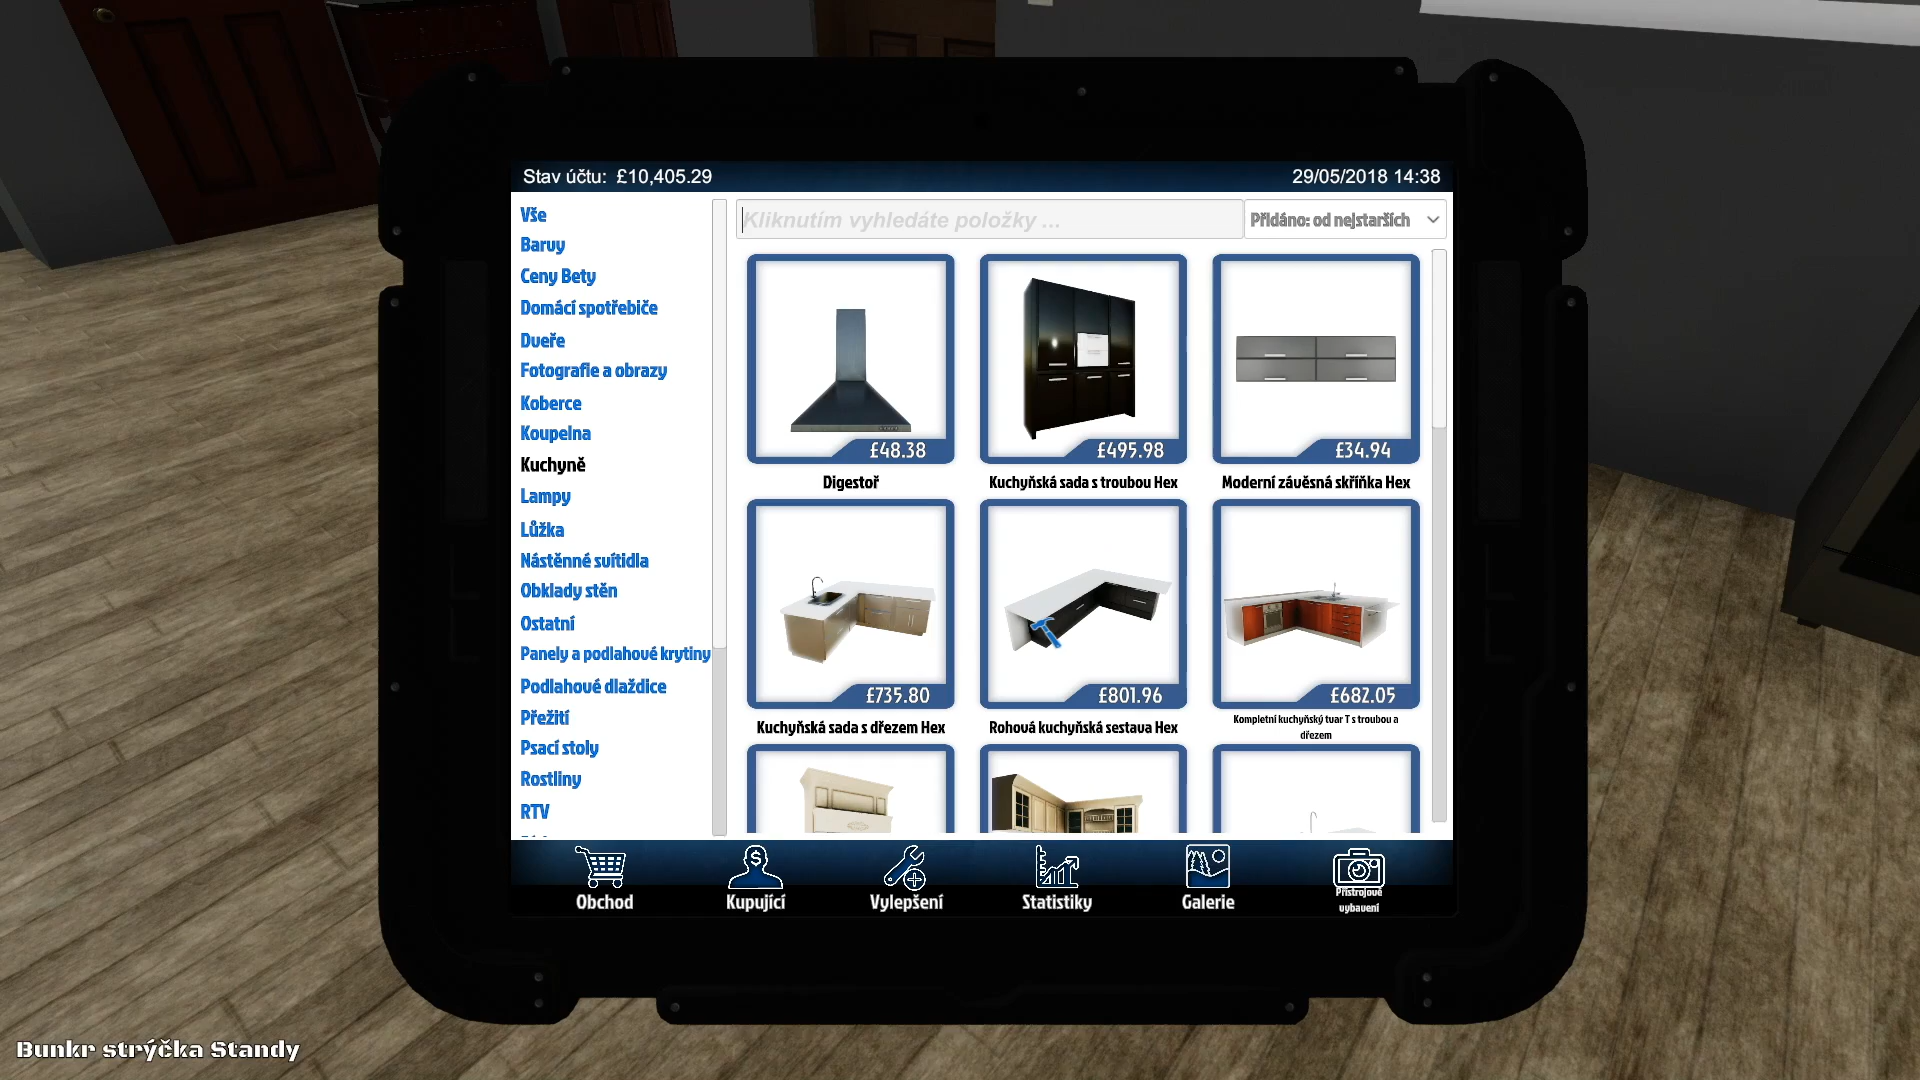 Stav účtu: £10,405.29
29/05/2018 14:38
Vše
Barvy
Ceny Bety
Domácí spotřebiče
Dveře
Fotografie a obrazy
Koberce
Koupelna
Kuchyně
Lampy
Lůžka
Nástěnné svítidla
Obklady stěn
Ostatní
Panely a podlahové krytiny
Podlahové dlaždice
Přežití
Psací stoly
Rostliny
RTV
Kliknutím vyhledáte položky ...
Přidáno: od nejstarších
£48.38
£495.98
£34.94
Digestoř
Kuchyňská sada s troubou Hex
Moderní závěsná skříňka Hex
£735.80
£801.96
£682.05
Kuchyňská sada s dřezem Hex
Rohová kuchyňská sestava Hex
Kompletní kuchyňský tvar T s troubou a
dřezem
Obchod
Kupující
Vylepšení
Statistiky
Galerie
Přístrojové
vybavení
Bunkr strýčka Standy